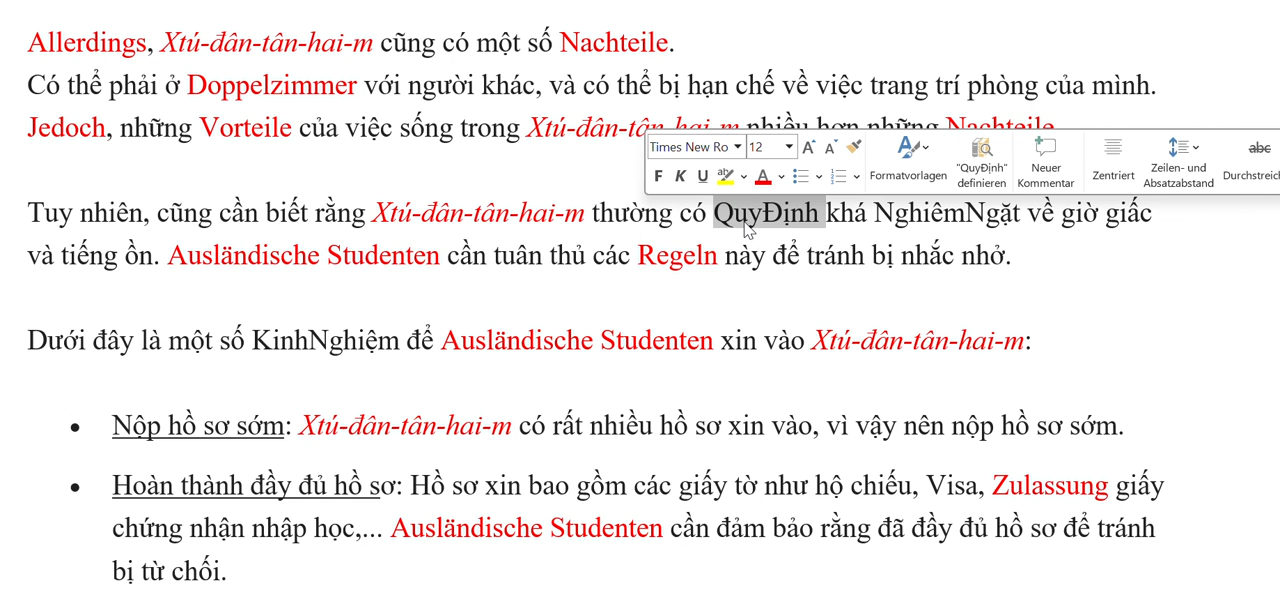 Allerdings, Xtú-đân-tân-hai-m cũng có một số Nachteile.
Có thể phải ở Doppelzimmer với người khác, và có thể bị hạn chế về việc trang trí phòng của mình.
Jedoch, những Vorteile của việc sống trong Xtú-đân-tân-hai-m nhiều hơn những Nachteile
Times New Ro 12
F K U ab A
Formatvorlagen
"QuyĐịnh" definieren
Neuer Kommentar
Zentriert
Zeilen- und Absatzabstand
abc
Durchstreich
Tuy nhiên, cũng cần biết rằng Xtú-đân-tân-hai-m thường có QuyĐịnh khá NghiêmNgặt về giờ giấc
và tiếng ồn. Ausländische Studenten cần tuân thủ các Regeln này để tránh bị nhắc nhở.
Dưới đây là một số KinhNghiệm để Ausländische Studenten xin vào Xtú-đân-tân-hai-m:
• Nộp hồ sơ sớm: Xtú-đân-tân-hai-m có rất nhiều hồ sơ xin vào, vì vậy nên nộp hồ sơ sớm.
• Hoàn thành đầy đủ hồ sơ: Hồ sơ xin bao gồm các giấy tờ như hộ chiếu, Visa, Zulassung giấy
chứng nhận nhập học,... Ausländische Studenten cần đảm bảo rằng đã đầy đủ hồ sơ để tránh
bị từ chối.